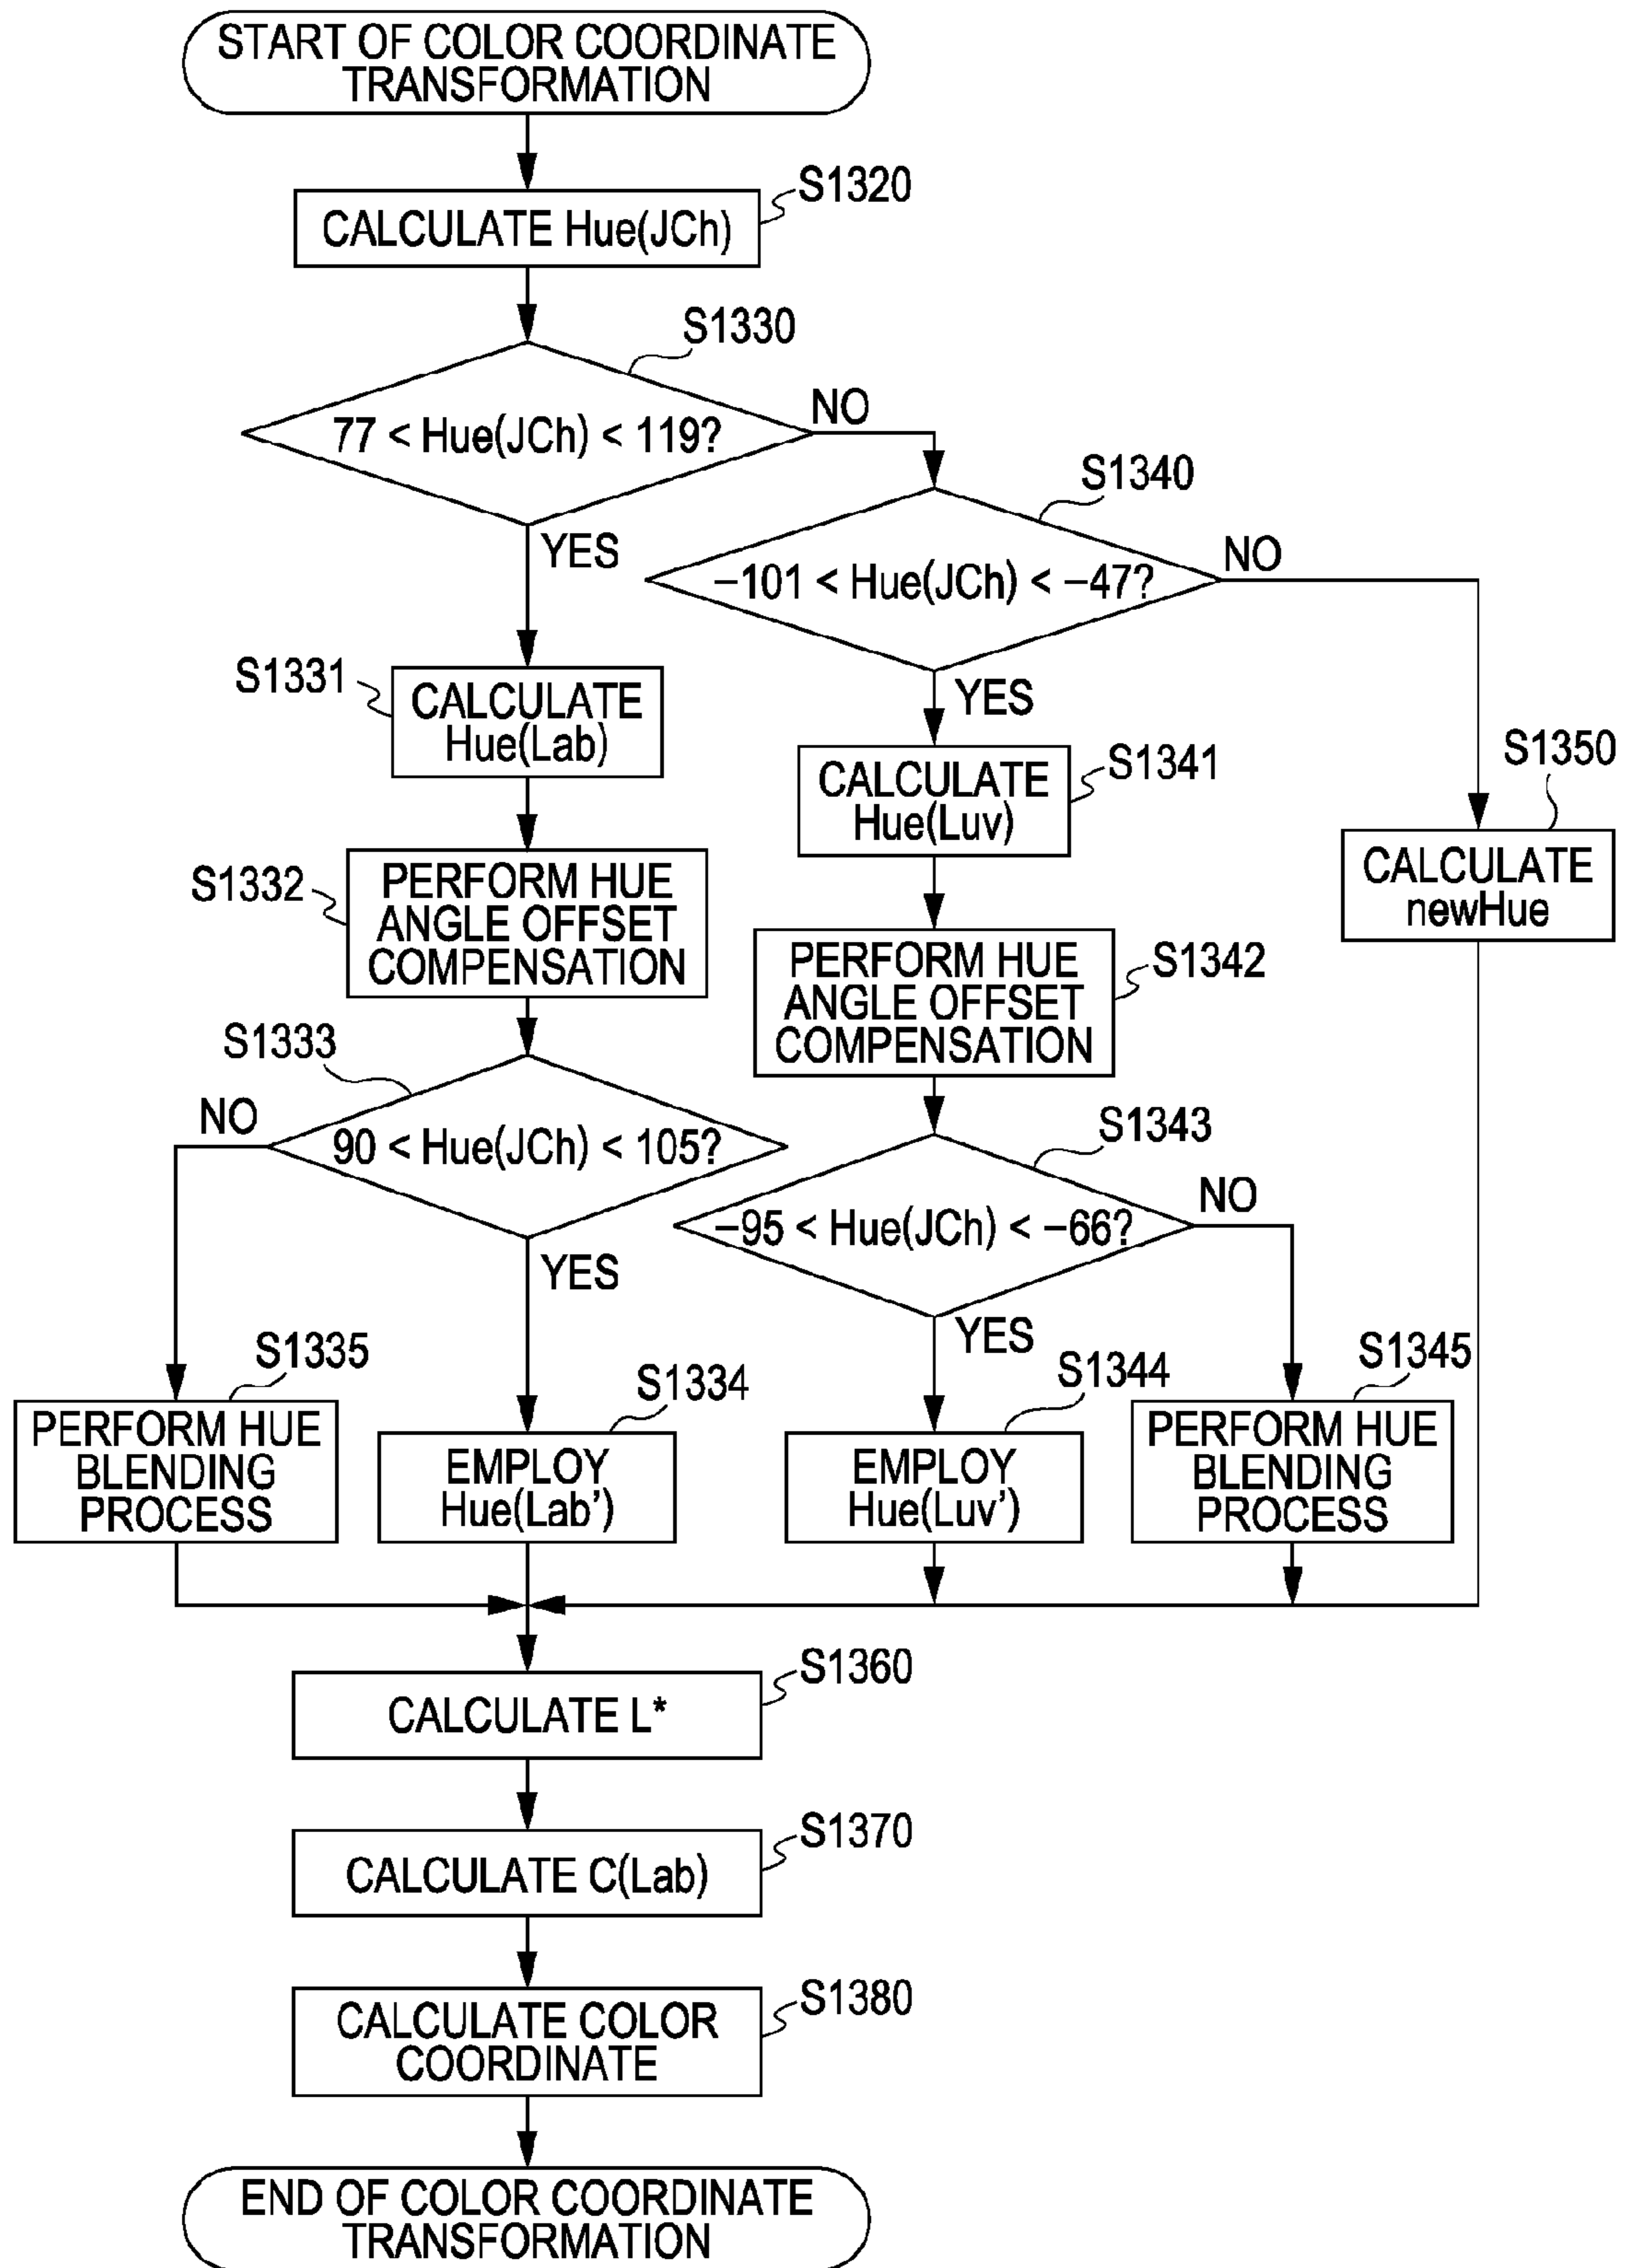 START OF COLOR COORDINATE
TRANSFORMATION
S1320
CALCULATE Hue(JCh)
S1330
77 < Hue(JCh) < 119?
NO
YES
S1340
–101 < Hue(JCh) < –47?
NO
YES
S1331
CALCULATE
Hue(Lab)
S1341
CALCULATE
Hue(Luv)
S1350
CALCULATE
newHue
S1332
PERFORM HUE
ANGLE OFFSET
COMPENSATION
S1342
PERFORM HUE
ANGLE OFFSET
COMPENSATION
S1333
NO
90 < Hue(JCh) < 105?
YES
S1343
–95 < Hue(JCh) < –66?
NO
YES
S1335
PERFORM HUE
BLENDING
PROCESS
S1334
EMPLOY
Hue(Lab')
S1344
EMPLOY
Hue(Luv')
S1345
PERFORM HUE
BLENDING
PROCESS
S1360
CALCULATE L*
S1370
CALCULATE C(Lab)
S1380
CALCULATE COLOR
COORDINATE
END OF COLOR COORDINATE
TRANSFORMATION